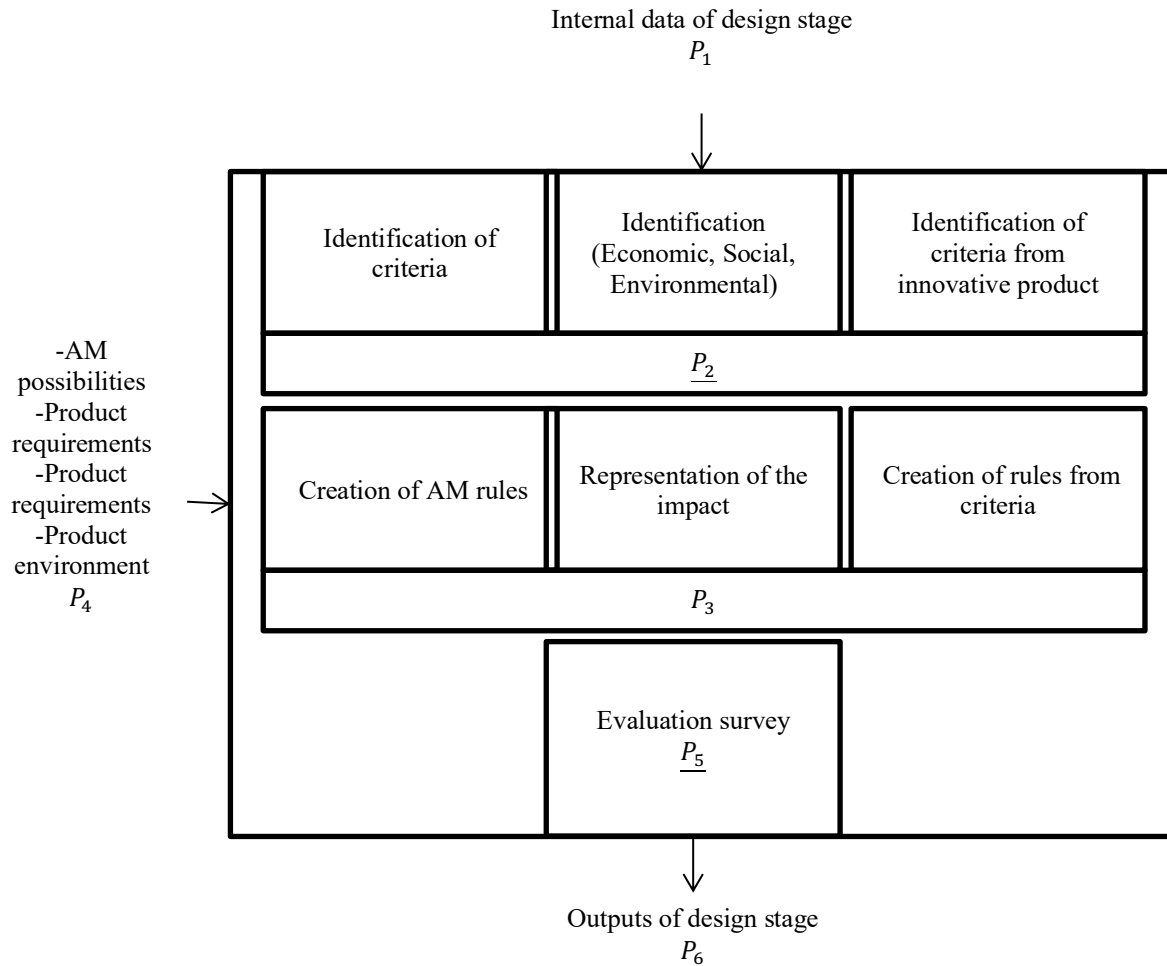 Internal data of design stage
P₁
Identification of
criteria
Identification
(Economic, Social,
Environmental)
Identification of
criteria from
innovative product
P₂
-AM
possibilities
-Product
requirements
-Product
requirements
-Product
environment
P₄
Creation of AM rules
Representation of the
impact
Creation of rules from
criteria
P₃
Evaluation survey
P₅
Outputs of design stage
P₆